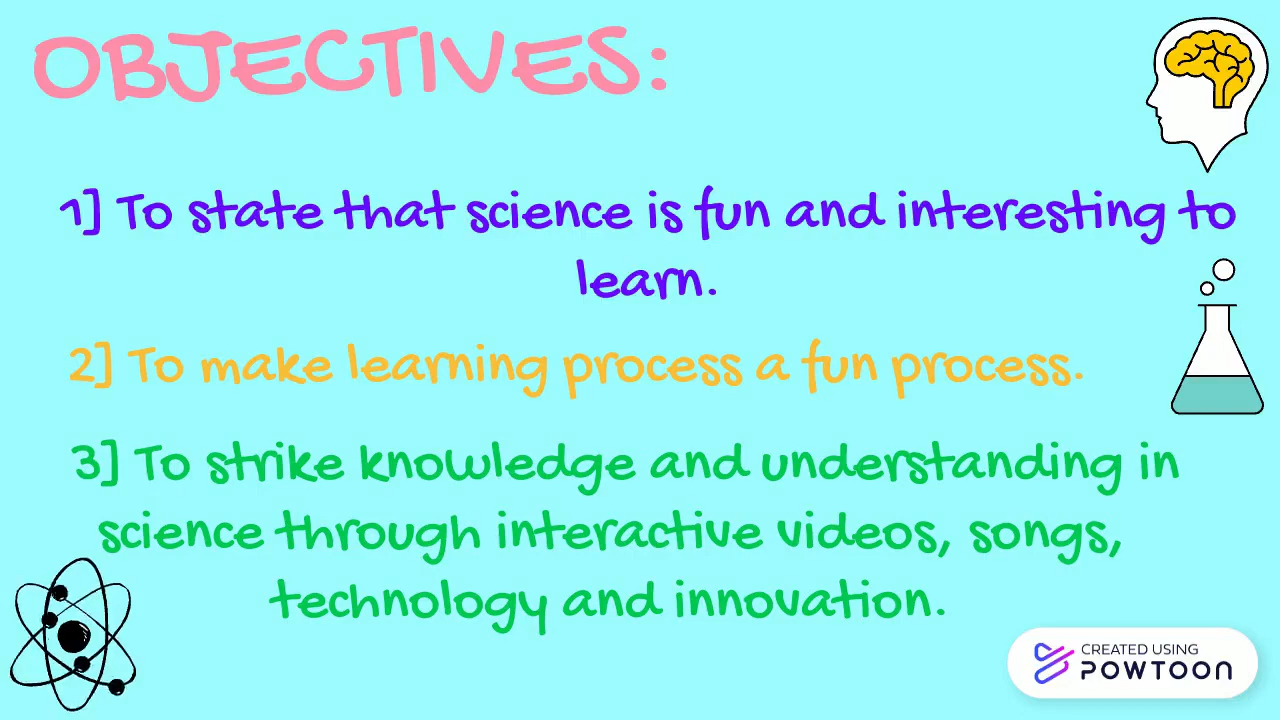 OBJECTIVES:
1] To state that science is fun and interesting to
learn.
2] To make learning process a fun process.
3] To strike knowledge and understanding in
science through interactive videos, songs,
technology and innovation.
CREATED USING
POWTOON